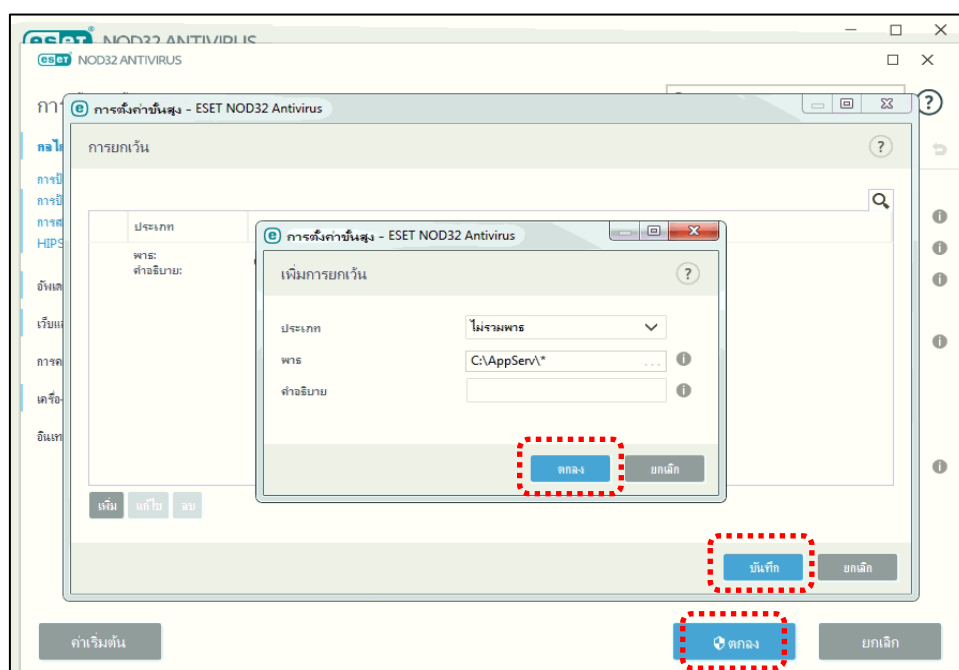 eset NOD32 ANTIVIRUS
eset NOD32 ANTIVIRUS
การตั้งค่าขั้นสูง - ESET NOD32 Antivirus
การยกเว้น
HIPS
ประเภท
พาธ:
คำอธิบาย:
การตั้งค่าขั้นสูง - ESET NOD32 Antivirus
เพิ่มการยกเว้น
ประเภท
ไม่รวมพาธ
พาธ
C:\AppServ\*
...
คำอธิบาย
ตกลง
ยกเลิก
เพิ่ม
แก้ไข
ลบ
บันทึก
ยกเลิก
ค่าเริ่มต้น
ตกลง
ยกเลิก